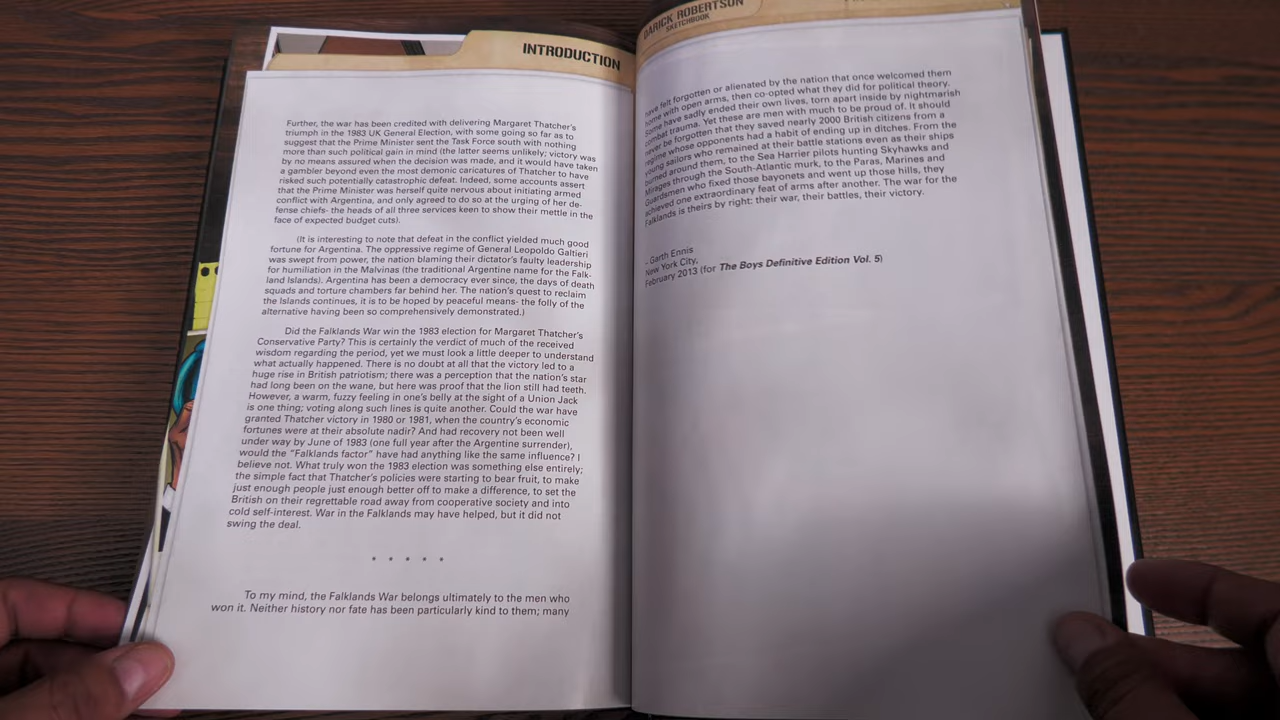 INTRODUCTION
Further, the war has been credited with delivering Margaret Thatcher's
triumph in the 1983 UK General Election, with some going so far as to
suggest that the Prime Minister sent the Task Force south with nothing
more than such political gain in mind (the latter seems unlikely; victory was
by no means assured when the decision was made, and it would have taken
a gambler beyond even the most demonic caricatures of Thatcher to have
risked such potentially catastrophic defeat. Indeed, some accounts assert
that the Prime Minister was herself quite nervous about initiating armed
conflict with Argentina, and only agreed to do so at the urging of her de-
fense chiefs- the heads of all three services keen to show their mettle in the
face of expected budget cuts).
(It is interesting to note that defeat in the conflict yielded much good
fortune for Argentina. The oppressive regime of General Leopoldo Galtieri
was swept from power, the nation blaming their dictator's faulty leadership
for humiliation in the Malvinas (the traditional Argentine name for the Falk-
land Islands). Argentina has been a democracy ever since, the days of death
squads and torture chambers far behind her. The nation's quest to reclaim
the Islands continues, it is to be hoped by peaceful means- the folly of the
alternative having been so comprehensively demonstrated.)
Did the Falklands War win the 1983 election for Margaret Thatcher's
Conservative Party? This is certainly the verdict of much of the received
wisdom regarding the period, yet we must look a little deeper to understand
what actually happened. There is no doubt at all that the victory led to a
huge rise in British patriotism; there was a perception that the nation's star
had long been on the wane, but here was proof that the lion still had teeth.
However, a warm, fuzzy feeling in one's belly at the sight of a Union Jack
is one thing; voting along such lines is quite another. Could the war have
granted Thatcher victory in 1980 or 1981, when the country's economic
fortunes were at their absolute nadir? And had recovery not been well
under way by June of 1983 (one full year after the Argentine surrender),
would the "Falklands factor" have had anything like the same influence? I
believe not. What truly won the 1983 election was something else entirely;
the simple fact that Thatcher's policies were starting to bear fruit, to make
just enough people just enough better off to make a difference, to set the
British on their regrettable road away from cooperative society and into
cold self-interest. War in the Falklands may have helped, but it did not
swing the deal.
* * * * *
To my mind, the Falklands War belongs ultimately to the men who
won it. Neither history nor fate has been particularly kind to them; many
DARICK ROBERTSON
SKETCHBOOK
have felt forgotten or alienated by the nation that once welcomed them
home with open arms, then co-opted what they did for political theory.
Some have sadly ended their own lives, torn apart inside by nightmarish
combat trauma. Yet these are men with much to be proud of. It should
never be forgotten that they saved nearly 2000 British citizens from a
regime whose opponents had a habit of ending up in ditches. From the
young sailors who remained at their battle stations even as their ships
burned around them, to the Sea Harrier pilots hunting Skyhawks and
Mirages through the South-Atlantic murk, to the Paras, Marines and
Guardsmen who fixed those bayonets and went up those hills, they
achieved one extraordinary feat of arms after another. The war for the
Falklands is theirs by right: their war, their battles, their victory.
- Garth Ennis
New York City,
February 2013 (for The Boys Definitive Edition Vol. 5)